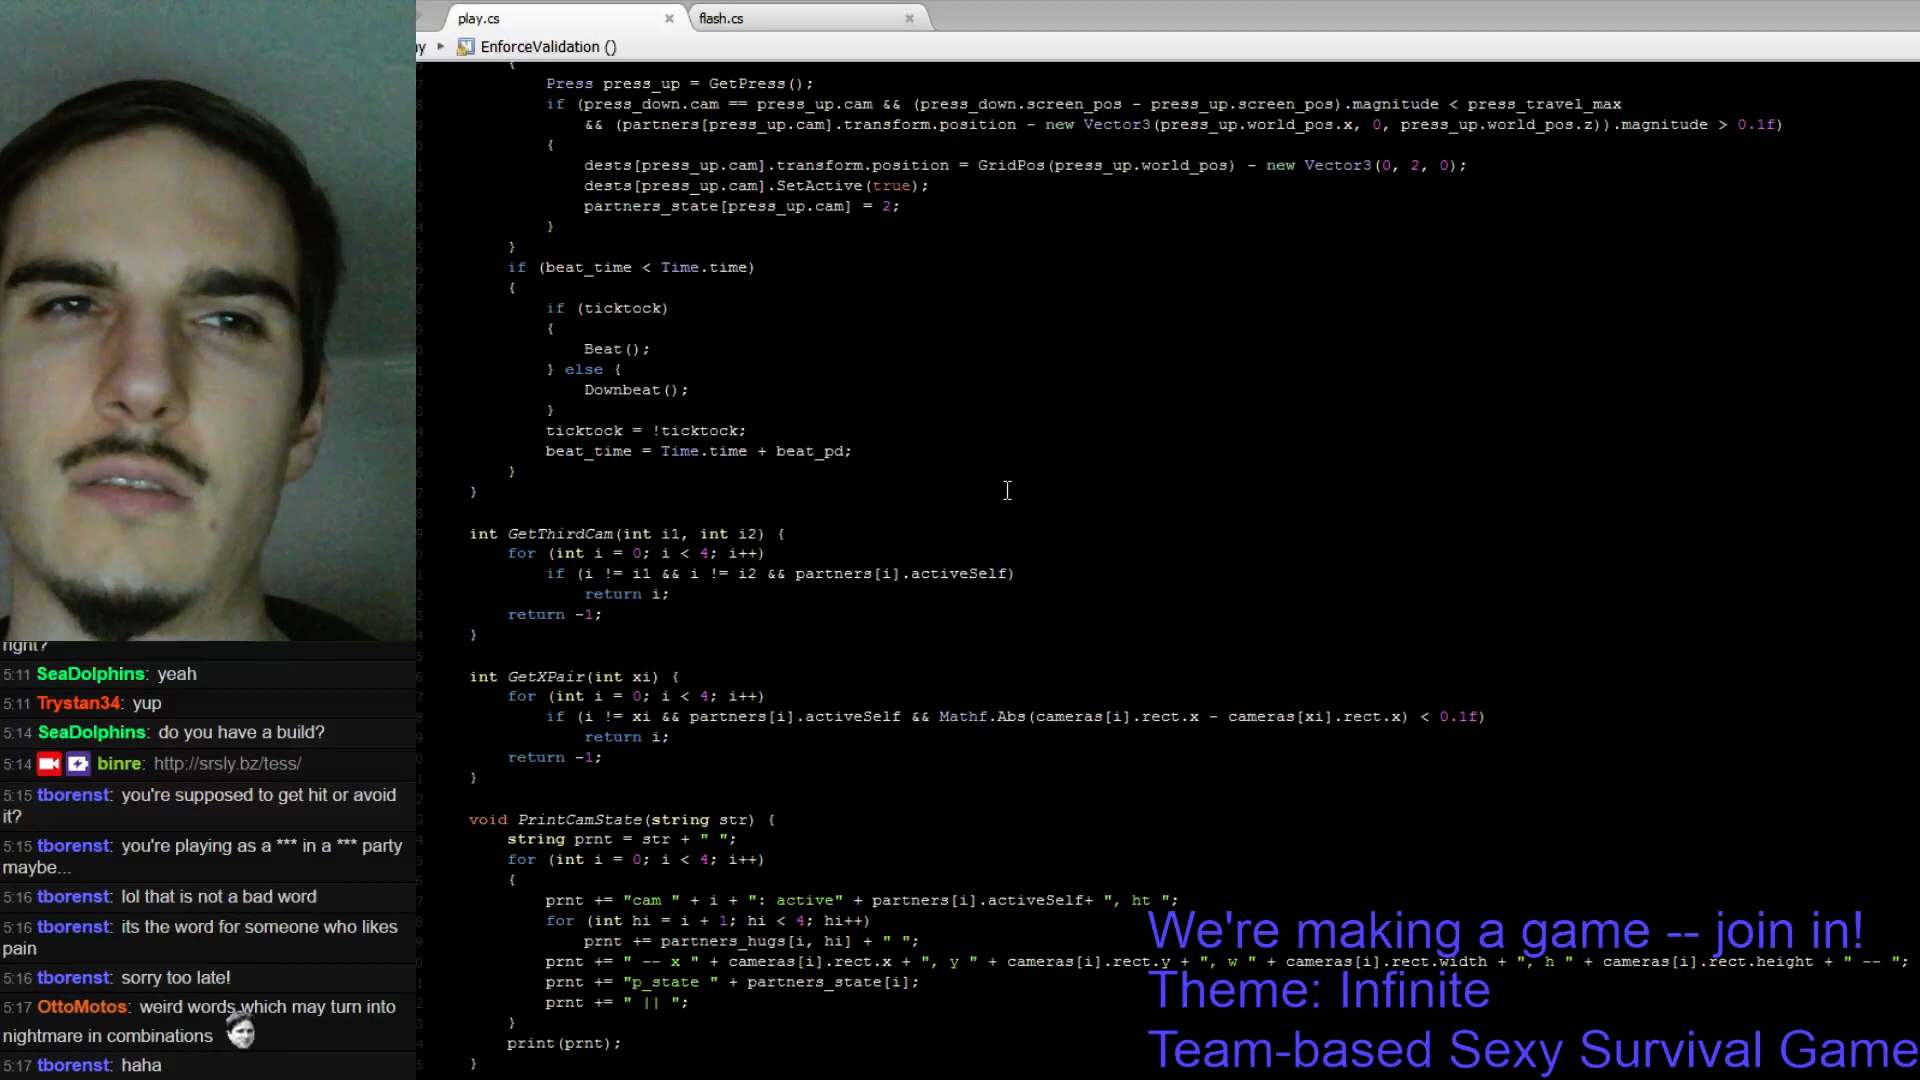 play.cs
flash.cs
EnforceValidation ()
{
Press press_up = GetPress();
if (press_down.cam == press_up.cam && (press_down.screen_pos - press_up.screen_pos).magnitude < press_travel_max
&& (partners[press_up.cam].transform.position - new Vector3(press_up.world_pos.x, 0, press_up.world_pos.z)).magnitude > 0.1f)
{
dests[press_up.cam].transform.position = GridPos(press_up.world_pos) - new Vector3(0, 2, 0);
dests[press_up.cam].SetActive(true);
partners_state[press_up.cam] = 2;
}
}
if (beat_time < Time.time)
{
if (ticktock)
{
Beat();
} else {
Downbeat();
}
ticktock = !ticktock;
beat_time = Time.time + beat_pd;
}
}
int GetThirdCam(int i1, int i2) {
for (int i = 0; i < 4; i++)
if (i != i1 && i != i2 && partners[i].activeSelf)
return i;
return -1;
}
int GetXPair(int xi) {
for (int i = 0; i < 4; i++)
if (i != xi && partners[i].activeSelf && Mathf.Abs(cameras[i].rect.x - cameras[xi].rect.x) < 0.1f)
return i;
return -1;
}
void PrintCamState(string str) {
string prnt = str + " ";
for (int i = 0; i < 4; i++)
{
prnt += "cam " + i + ": active" + partners[i].activeSelf+ ", ht ";
for (int hi = i + 1; hi < 4; hi++)
prnt += partners_hugs[i, hi] + " ";
prnt += " -- x " + cameras[i].rect.x + ", y " + cameras[i].rect.y + ", w " + cameras[i].rect.width + ", h " + cameras[i].rect.height + " -- ";
prnt += "p_state " + partners_state[i];
prnt += " || ";
}
print(prnt);
}
right?
5:11 SeaDolphins: yeah
5:11 Trystan34: yup
5:14 SeaDolphins: do you have a build?
5:14 binre: http://srsly.bz/tess/
5:15 tborenst: you're supposed to get hit or avoid
it?
5:15 tborenst: you're playing as a *** in a *** party
maybe...
5:16 tborenst: lol that is not a bad word
5:16 tborenst: its the word for someone who likes
pain
5:16 tborenst: sorry too late!
5:17 OttoMotos: weird words which may turn into
nightmare in combinations
5:17 tborenst: haha
We're making a game -- join in!
Theme: Infinite
Team-based Sexy Survival Game